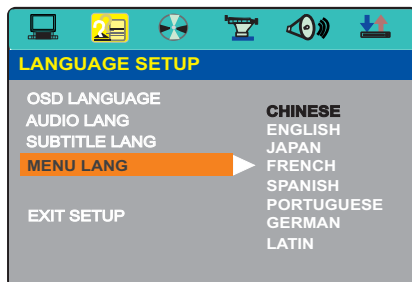 LANGUAGE SETUP
OSD LANGUAGE
AUDIO LANG
SUBTITLE LANG
MENU LANG
EXIT SETUP
CHINESE
ENGLISH
JAPAN
FRENCH
SPANISH
PORTUGUESE
GERMAN
LATIN